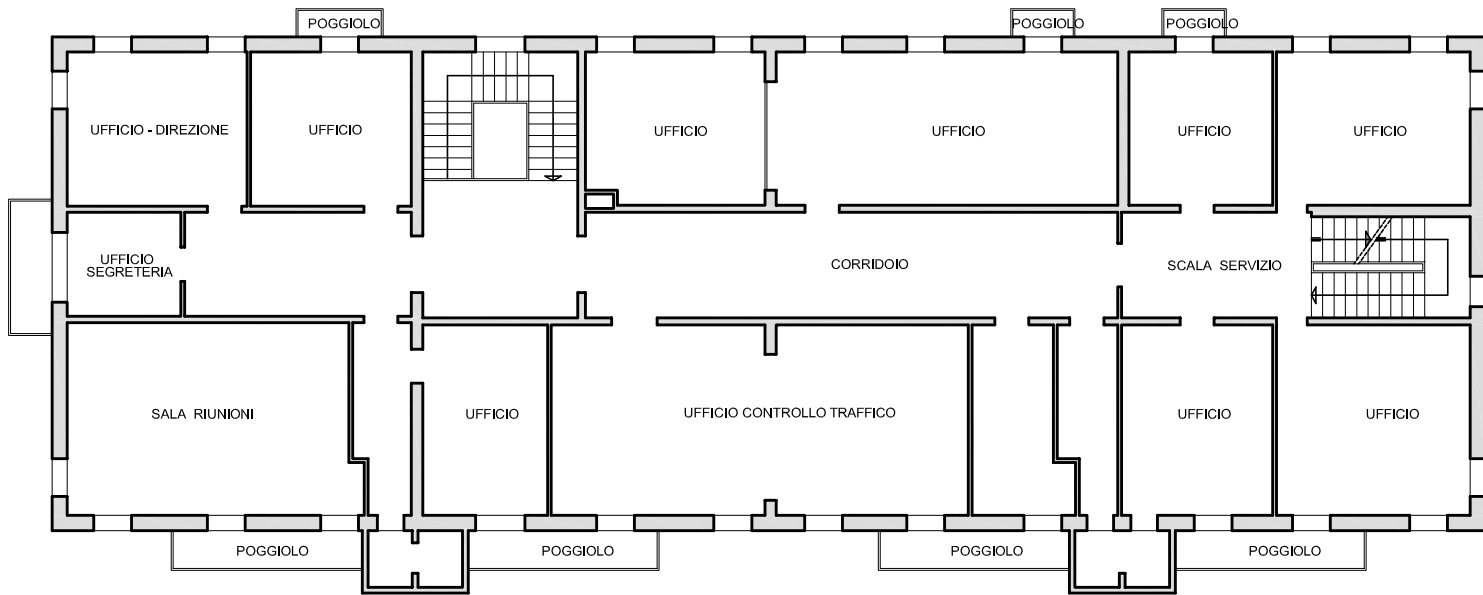 POGGIOLO
POGGIOLO
POGGIOLO
UFFICIO - DIREZIONE
UFFICIO
UFFICIO
UFFICIO
UFFICIO
UFFICIO
UFFICIO
SEGRETERIA
CORRIDOIO
SCALA SERVIZIO
SALA RIUNIONI
UFFICIO
UFFICIO CONTROLLO TRAFFICO
UFFICIO
UFFICIO
POGGIOLO
POGGIOLO
POGGIOLO
POGGIOLO